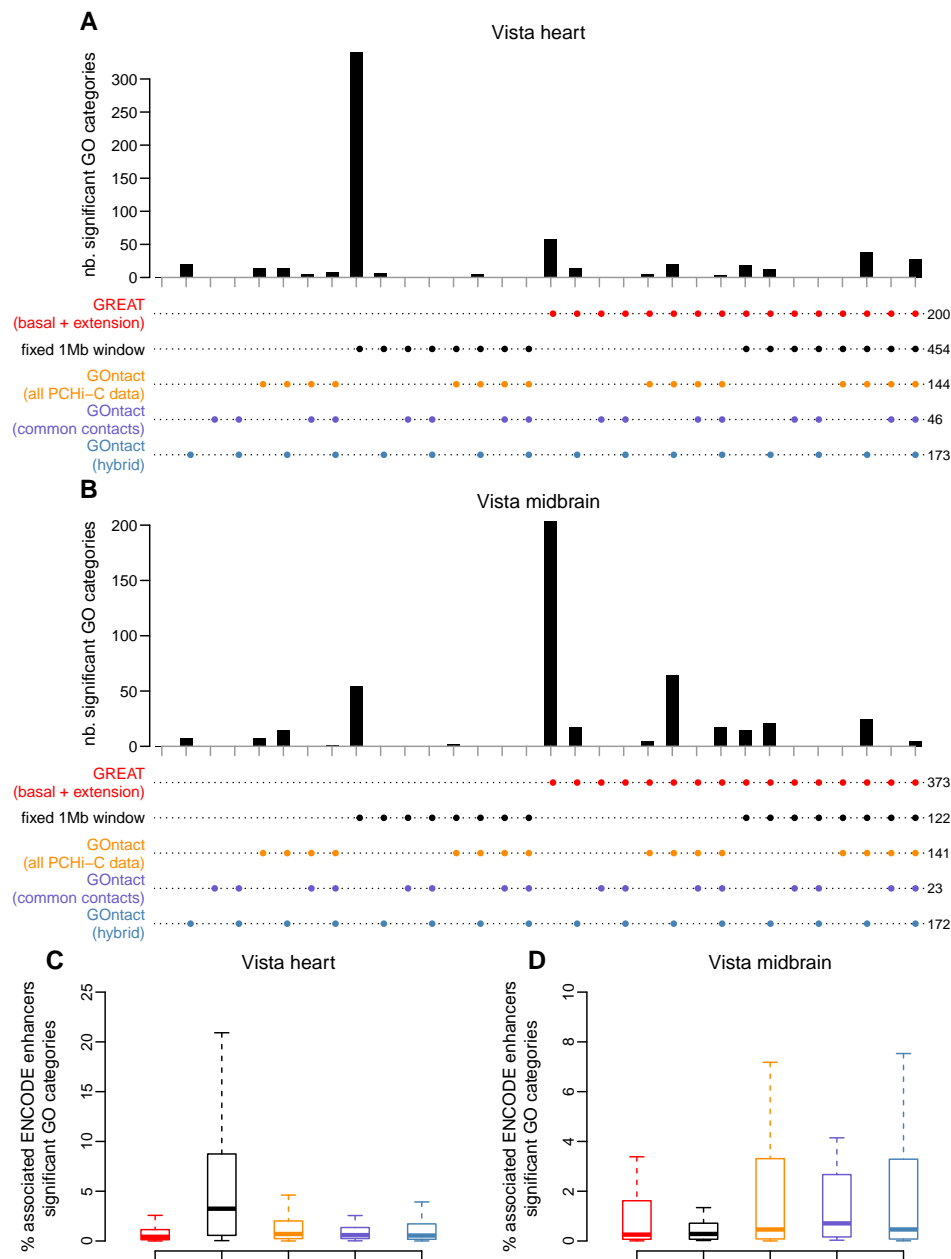 A
Vista heart
nb. significant GO categories
300
250
200
150
100
50
0
GREAT
(basal + extension)
200
fixed 1Mb window
454
GOntact
(all PCHi−C data)
144
GOntact
(common contacts)
46
GOntact
(hybrid)
173
B
Vista midbrain
nb. significant GO categories
200
150
100
50
0
GREAT
(basal + extension)
373
fixed 1Mb window
122
GOntact
(all PCHi−C data)
141
GOntact
(common contacts)
23
GOntact
(hybrid)
172
C
Vista heart
% associated ENCODE enhancers
significant GO categories
25
20
15
10
5
0
D
Vista midbrain
% associated ENCODE enhancers
significant GO categories
10
8
6
4
2
0